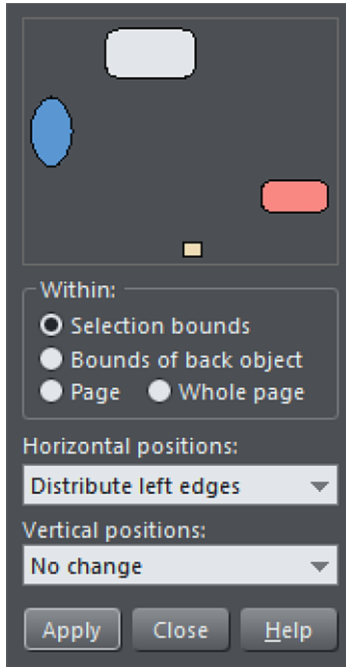 Within:
Selection bounds
Bounds of back object
Page Whole page
Horizontal positions:
Distribute left edges
Vertical positions:
No change
Apply Close Help